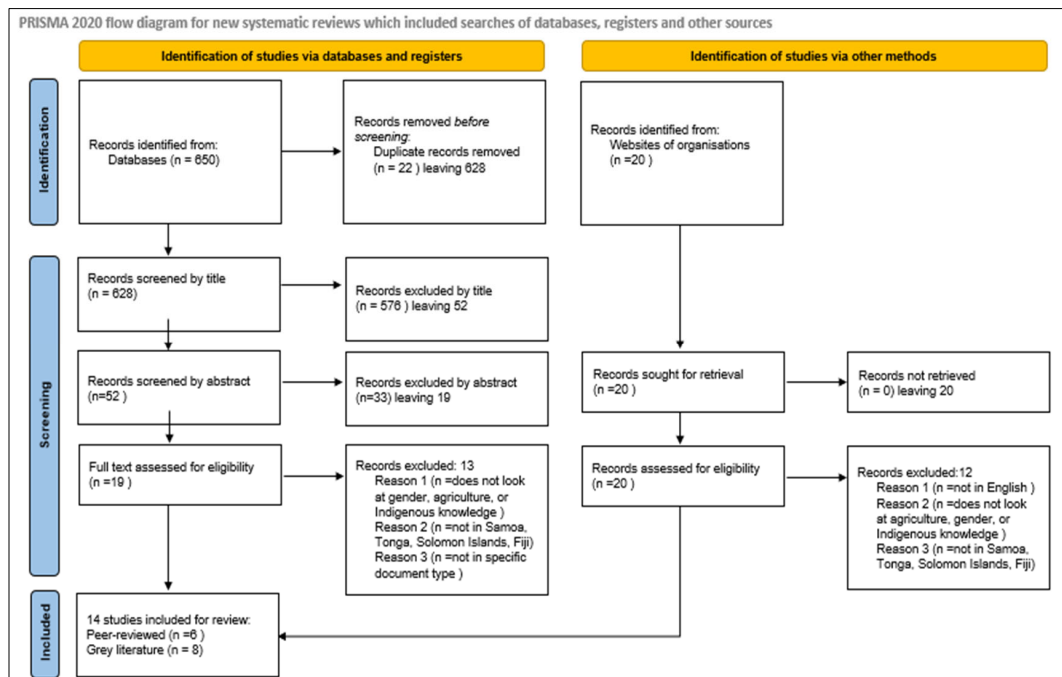 PRISMA 2020 flow diagram for new systematic reviews which included searches of databases, registers and other sources
Identification of studies via databases and registers
Identification of studies via other methods
Identification
Records identified from:
Databases (n = 650)
Records removed before
screening:
Duplicate records removed
(n = 22 ) leaving 628
Records identified from:
Websites of organisations
(n =20 )
Screening
Records screened by title
(n = 628)
Records excluded by title
(n = 576 ) leaving 52
Records screened by abstract
(n=52 )
Records excluded by abstract
(n=33) leaving 19
Records sought for retrieval
(n =20 )
Records not retrieved
(n = 0) leaving 20
Full text assessed for eligibility
(n =19 )
Records excluded: 13
Reason 1 (n =does not look
at gender, agriculture, or
Indigenous knowledge )
Reason 2 (n =not in Samoa,
Tonga, Solomon Islands, Fiji)
Reason 3 (n =not in specific
document type )
Records assessed for eligibility
(n =20 )
Records excluded:12
Reason 1 (n =not in English )
Reason 2 (n =does not look
at agriculture, gender, or
Indigenous knowledge )
Reason 3 (n =not in Samoa,
Tonga, Solomon Islands, Fiji)
Included
14 studies included for review:
Peer-reviewed (n =6 )
Grey literature (n = 8)